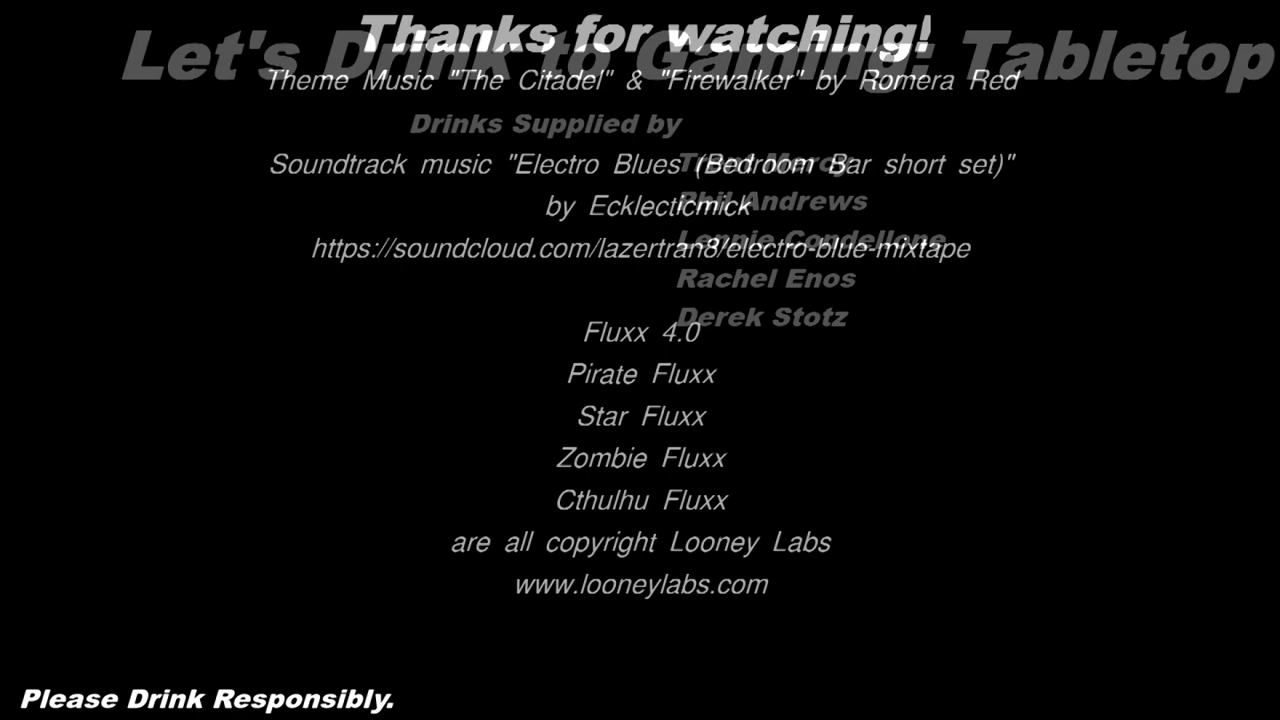 Thanks for watching!
Let's Drink to Gaming: Tabletop
Theme Music "The Citadel" & "Firewalker" by Romera Red
Drinks Supplied by
Soundtrack music "Electro Blues (Bedroom Bar short set)"
by Ecklecticmick
Phil Andrews
Lennie Condellone
https://soundcloud.com/lazertran8/electro-blue-mixtape
Rachel Enos
Derek Stotz
Fluxx 4.0
Pirate Fluxx
Star Fluxx
Zombie Fluxx
Cthulhu Fluxx
are all copyright Looney Labs
www.looneylabs.com
Please Drink Responsibly.